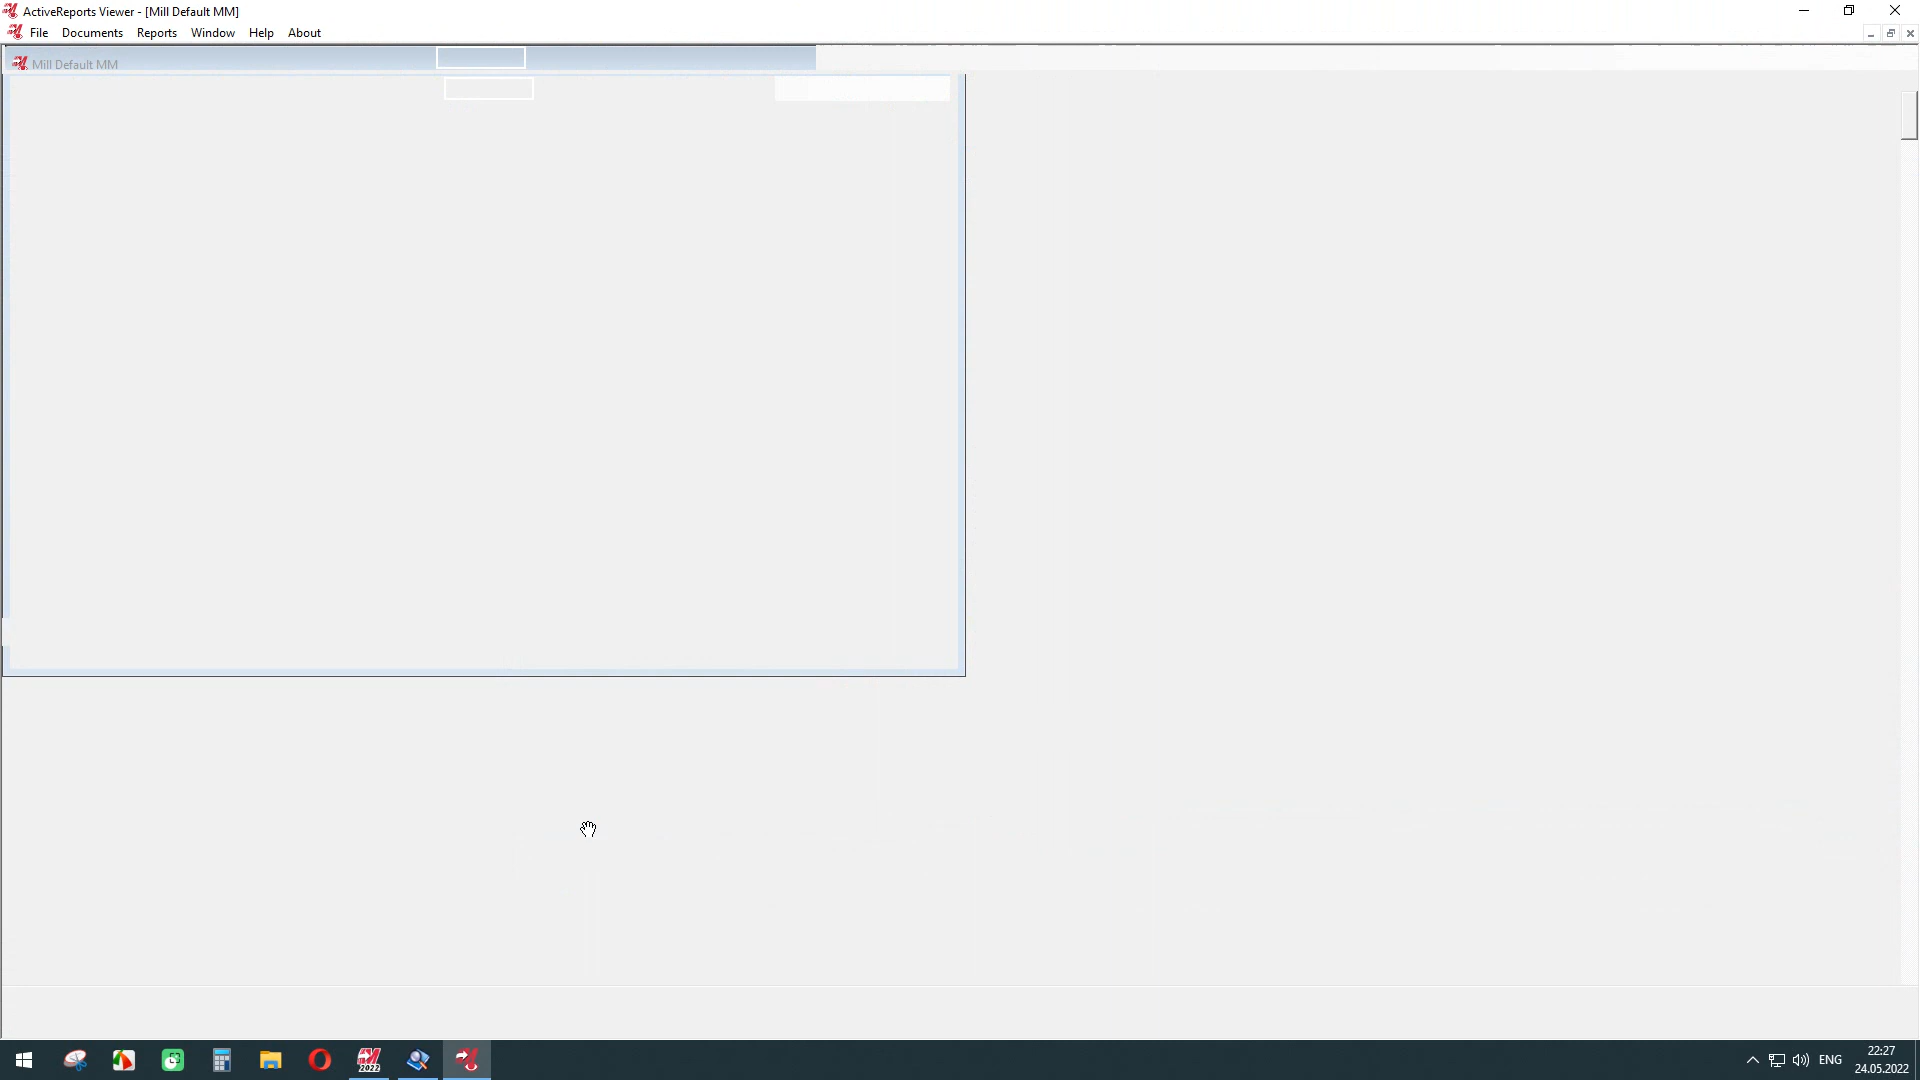 ActiveReports Viewer - [Mill Default MM]
File Documents Reports Window Help About
Mill Default MM
2022
ENG
22:27
24.05.2022